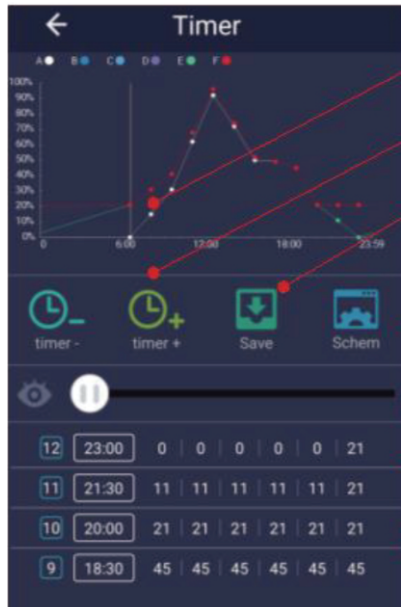 Timer
A B C D E F
100%
90%
80%
70%
60%
50%
40%
30%
20%
10%
0%
0 6:00 12:00 18:00 23:59
timer - timer + Save Schem
12 23:00 0 0 0 0 0 21
11 21:30 11 11 11 11 11 21
10 20:00 21 21 21 21 21 21
9 18:30 45 45 45 45 45 45